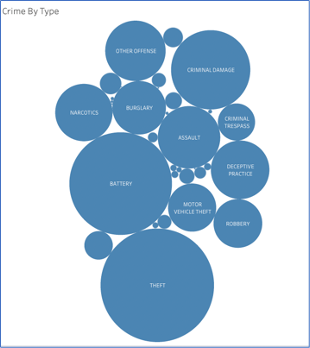 Crime By Type
OTHER OFFENSE
CRIMINAL DAMAGE
NARCOTICS
BURGLARY
CRIMINAL
TRESPASS
ASSAULT
DECEPTIVE
PRACTICE
BATTERY
MOTOR
VEHICLE THEFT
ROBBERY
THEFT